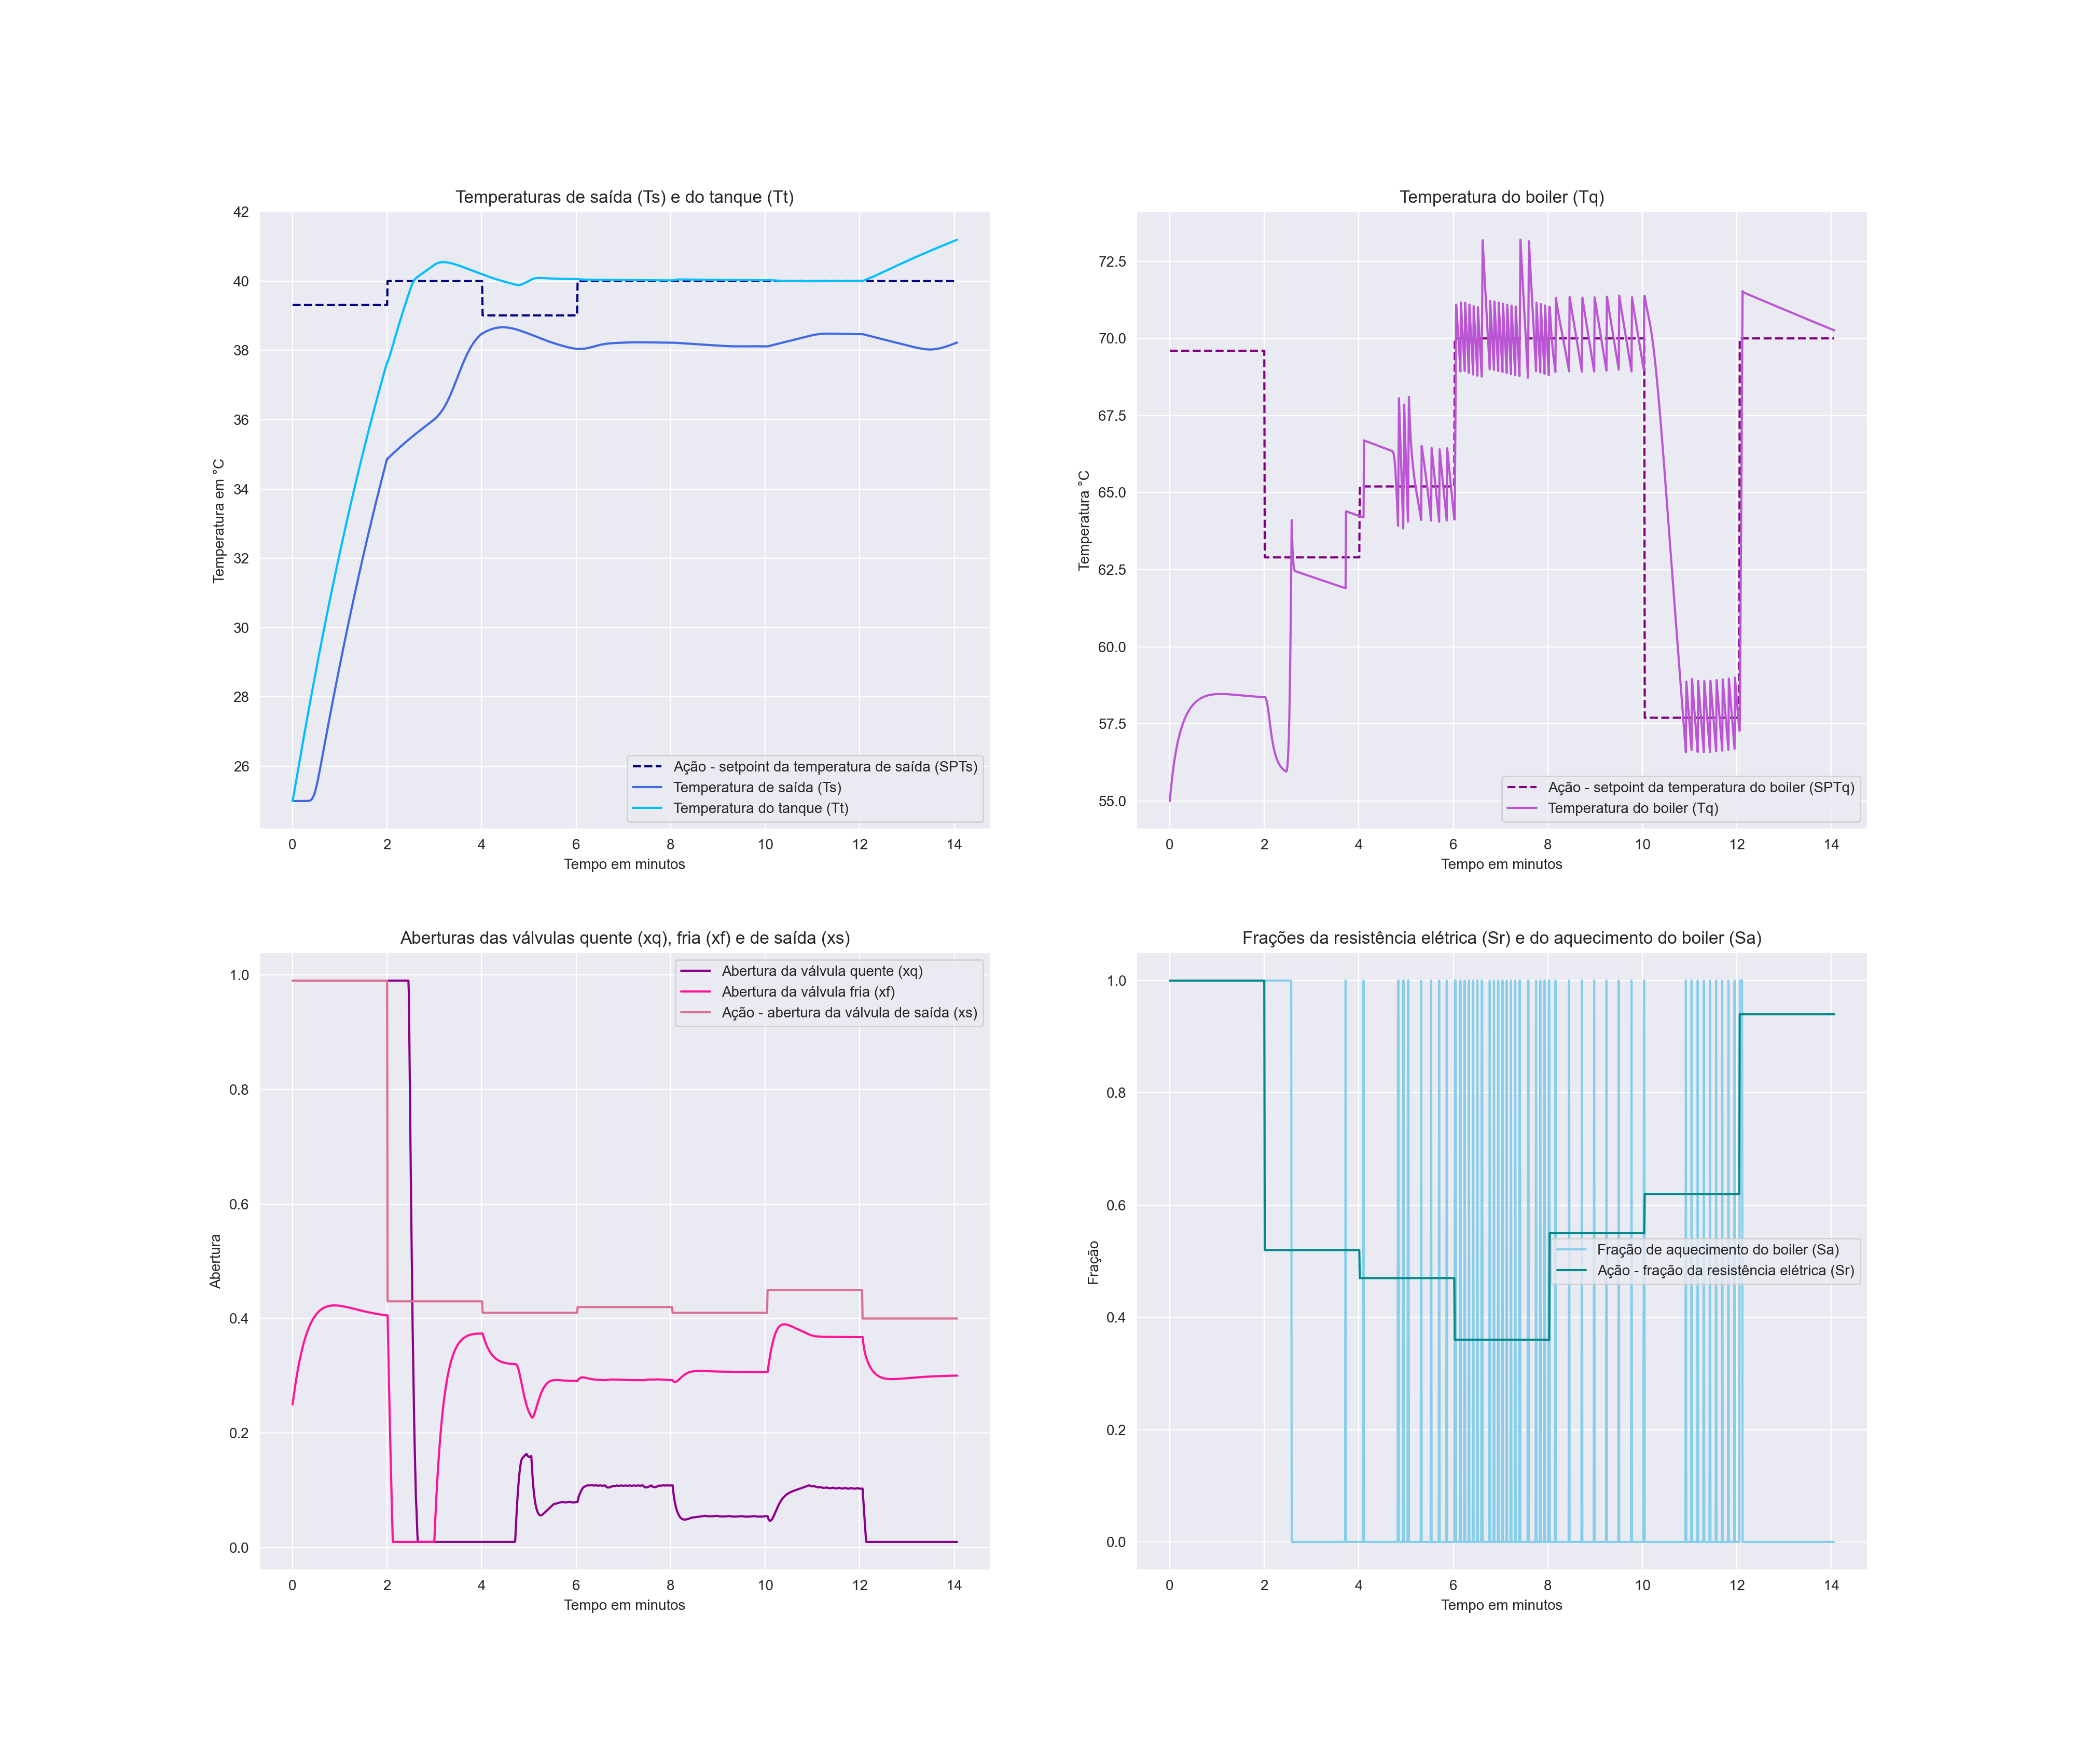 Temperaturas de saída (Ts) e do tanque (Tt)
42
40
38
36
34
32
30
28
26
Temperatura em °C
0 2 4 6 8 10 12 14
Tempo em minutos
Ação - setpoint da temperatura de saída (SPTs)
Temperatura de saída (Ts)
Temperatura do tanque (Tt)
Temperatura do boiler (Tq)
72.5
70.0
67.5
65.0
62.5
60.0
57.5
55.0
Temperatura °C
0 2 4 6 8 10 12 14
Tempo em minutos
Ação - setpoint da temperatura do boiler (SPTq)
Temperatura do boiler (Tq)
Aberturas das válvulas quente (xq), fria (xf) e de saída (xs)
1.0
0.8
0.6
0.4
0.2
0.0
Abertura
0 2 4 6 8 10 12 14
Tempo em minutos
Abertura da válvula quente (xq)
Abertura da válvula fria (xf)
Ação - abertura da válvula de saída (xs)
Frações da resistência elétrica (Sr) e do aquecimento do boiler (Sa)
1.0
0.8
0.6
0.4
0.2
0.0
Fração
0 2 4 6 8 10 12 14
Tempo em minutos
Fração de aquecimento do boiler (Sa)
Ação - fração da resistência elétrica (Sr)